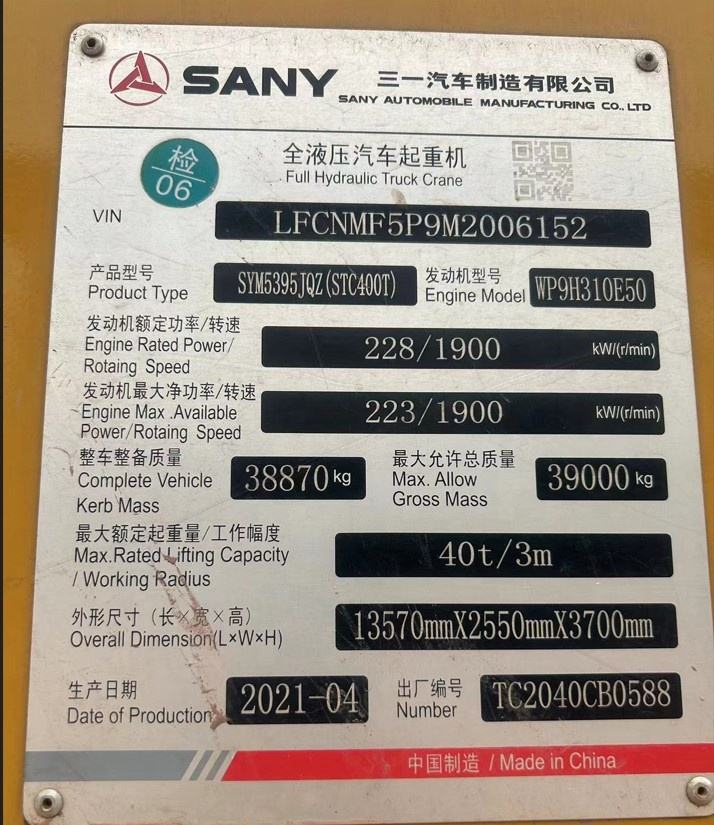 SANY 三一汽车制造有限公司
SANY AUTOMOBILE MANUFACTURING CO., LTD
检
06
全液压汽车起重机
Full Hydraulic Truck Crane
VIN LFCNMF5P9M2006152
产品型号
Product Type SYM5395JQZ(STC400T)
发动机型号
Engine Model WP9H310E50
发动机额定功率/转速
Engine Rated Power/
Rotaing Speed 228/1900 kW/(r/min)
发动机最大净功率/转速
Engine Max .Available
Power/Rotaing Speed 223/1900 kW/(r/min)
整车整备质量
Complete Vehicle
Kerb Mass 38870 kg
最大允许总质量
Max. Allow
Gross Mass 39000 kg
最大额定起重量/工作幅度
Max.Rated Lifting Capacity
/ Working Radius 40t/3m
外形尺寸（长×宽×高）
Overall Dimension(L×W×H) 13570mmX2550mmX3700mm
生产日期
Date of Production 2021-04
出厂编号
Number TC2040CB0588
中国制造 / Made in China